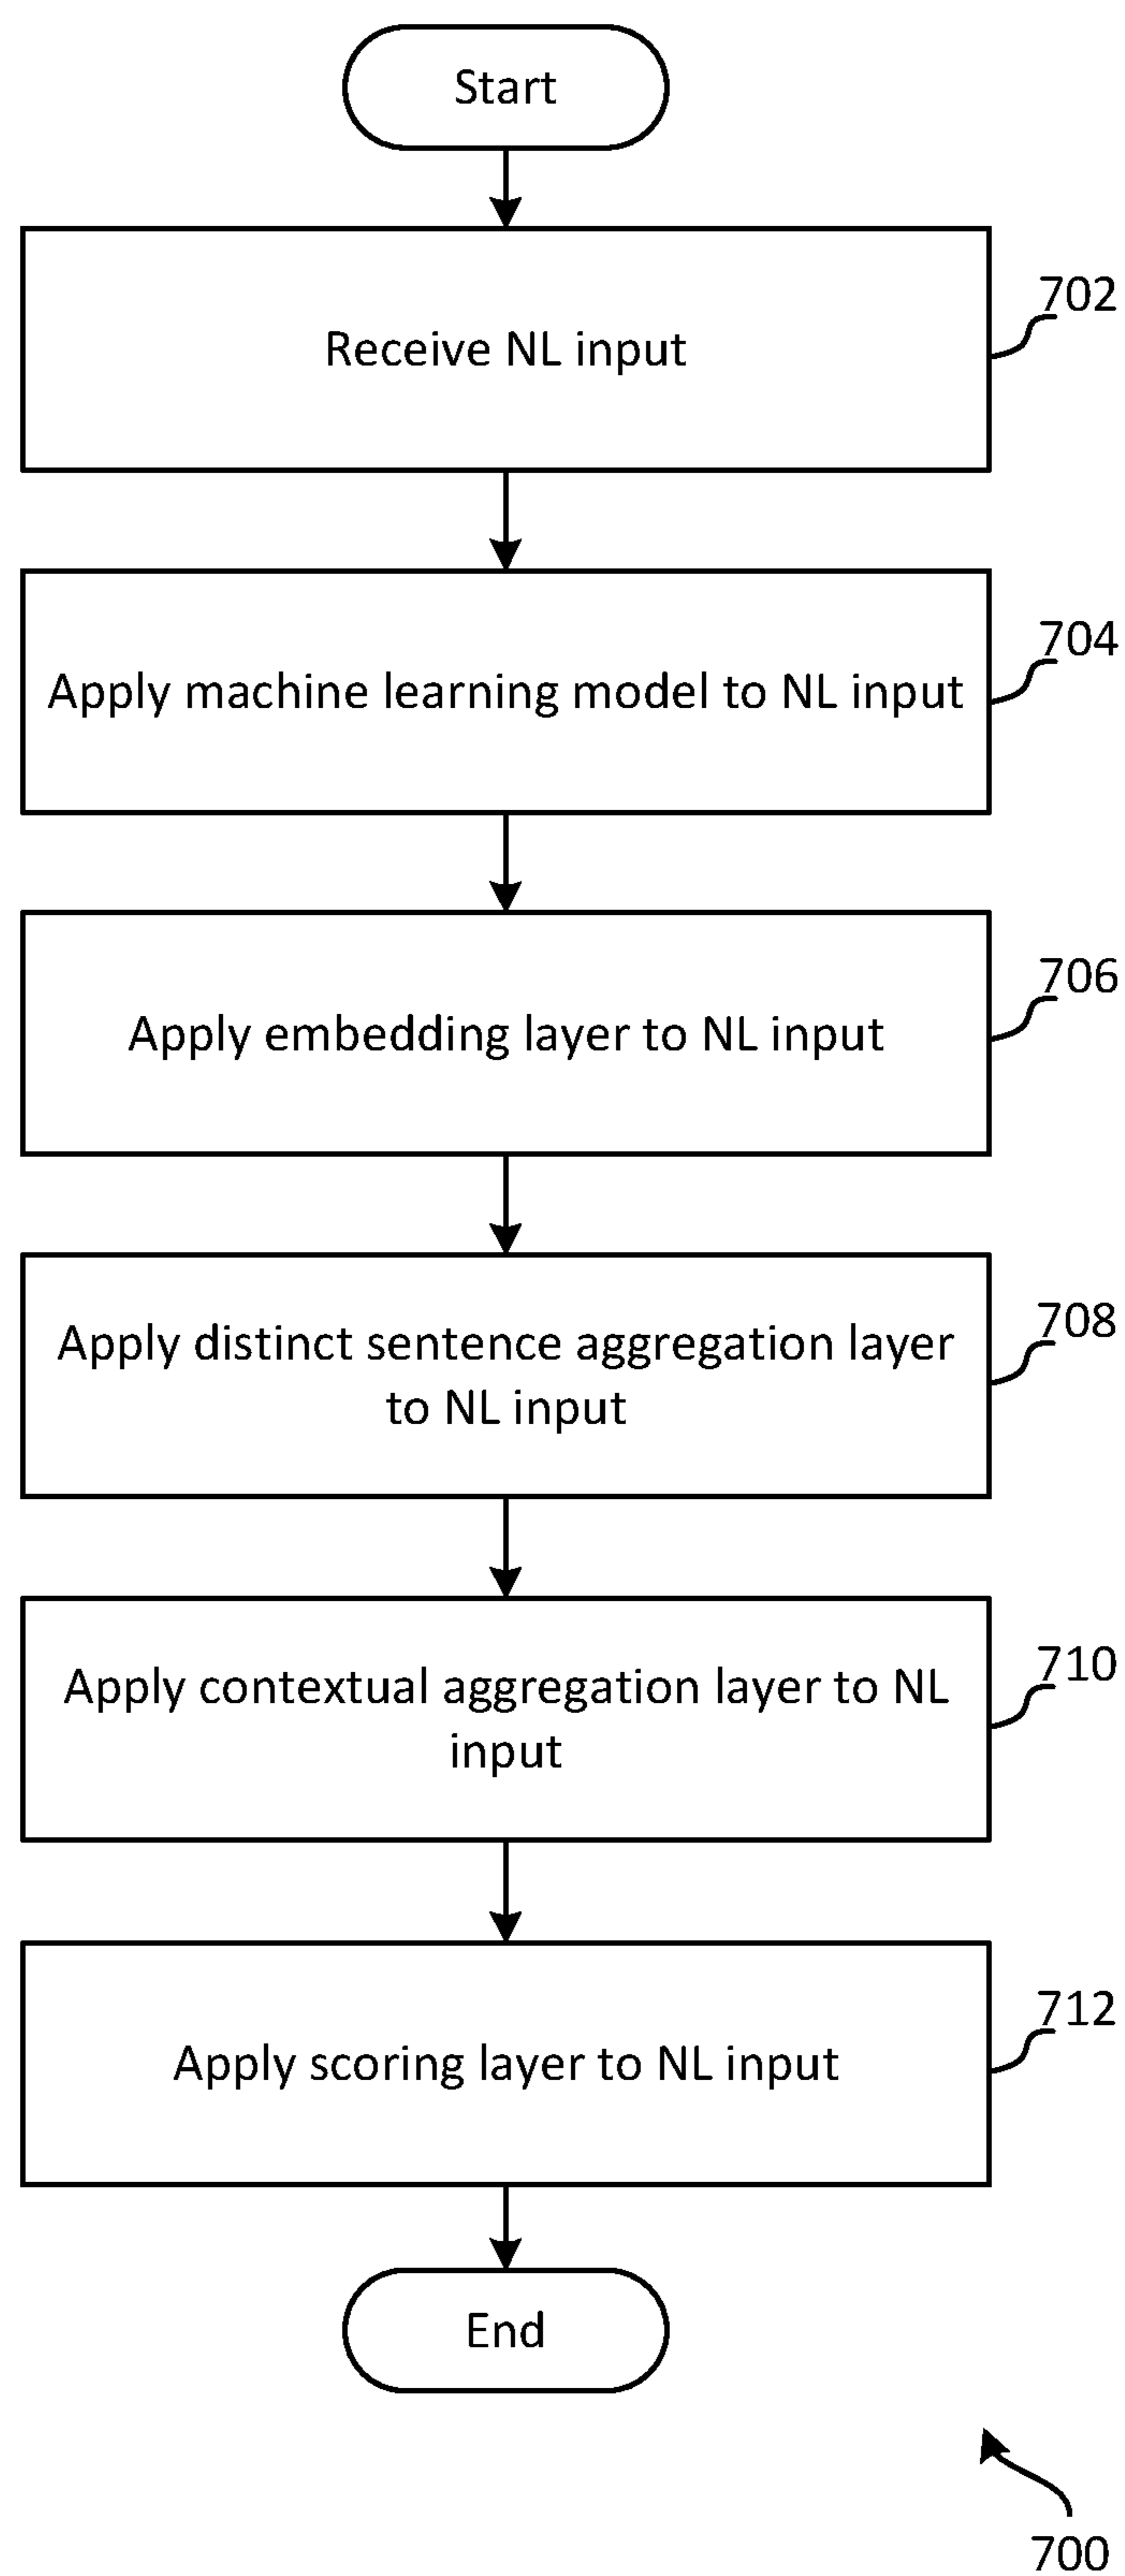 Start
702
Receive NL input
704
Apply machine learning model to NL input
706
Apply embedding layer to NL input
708
Apply distinct sentence aggregation layer
to NL input
710
Apply contextual aggregation layer to NL
input
712
Apply scoring layer to NL input
End
700